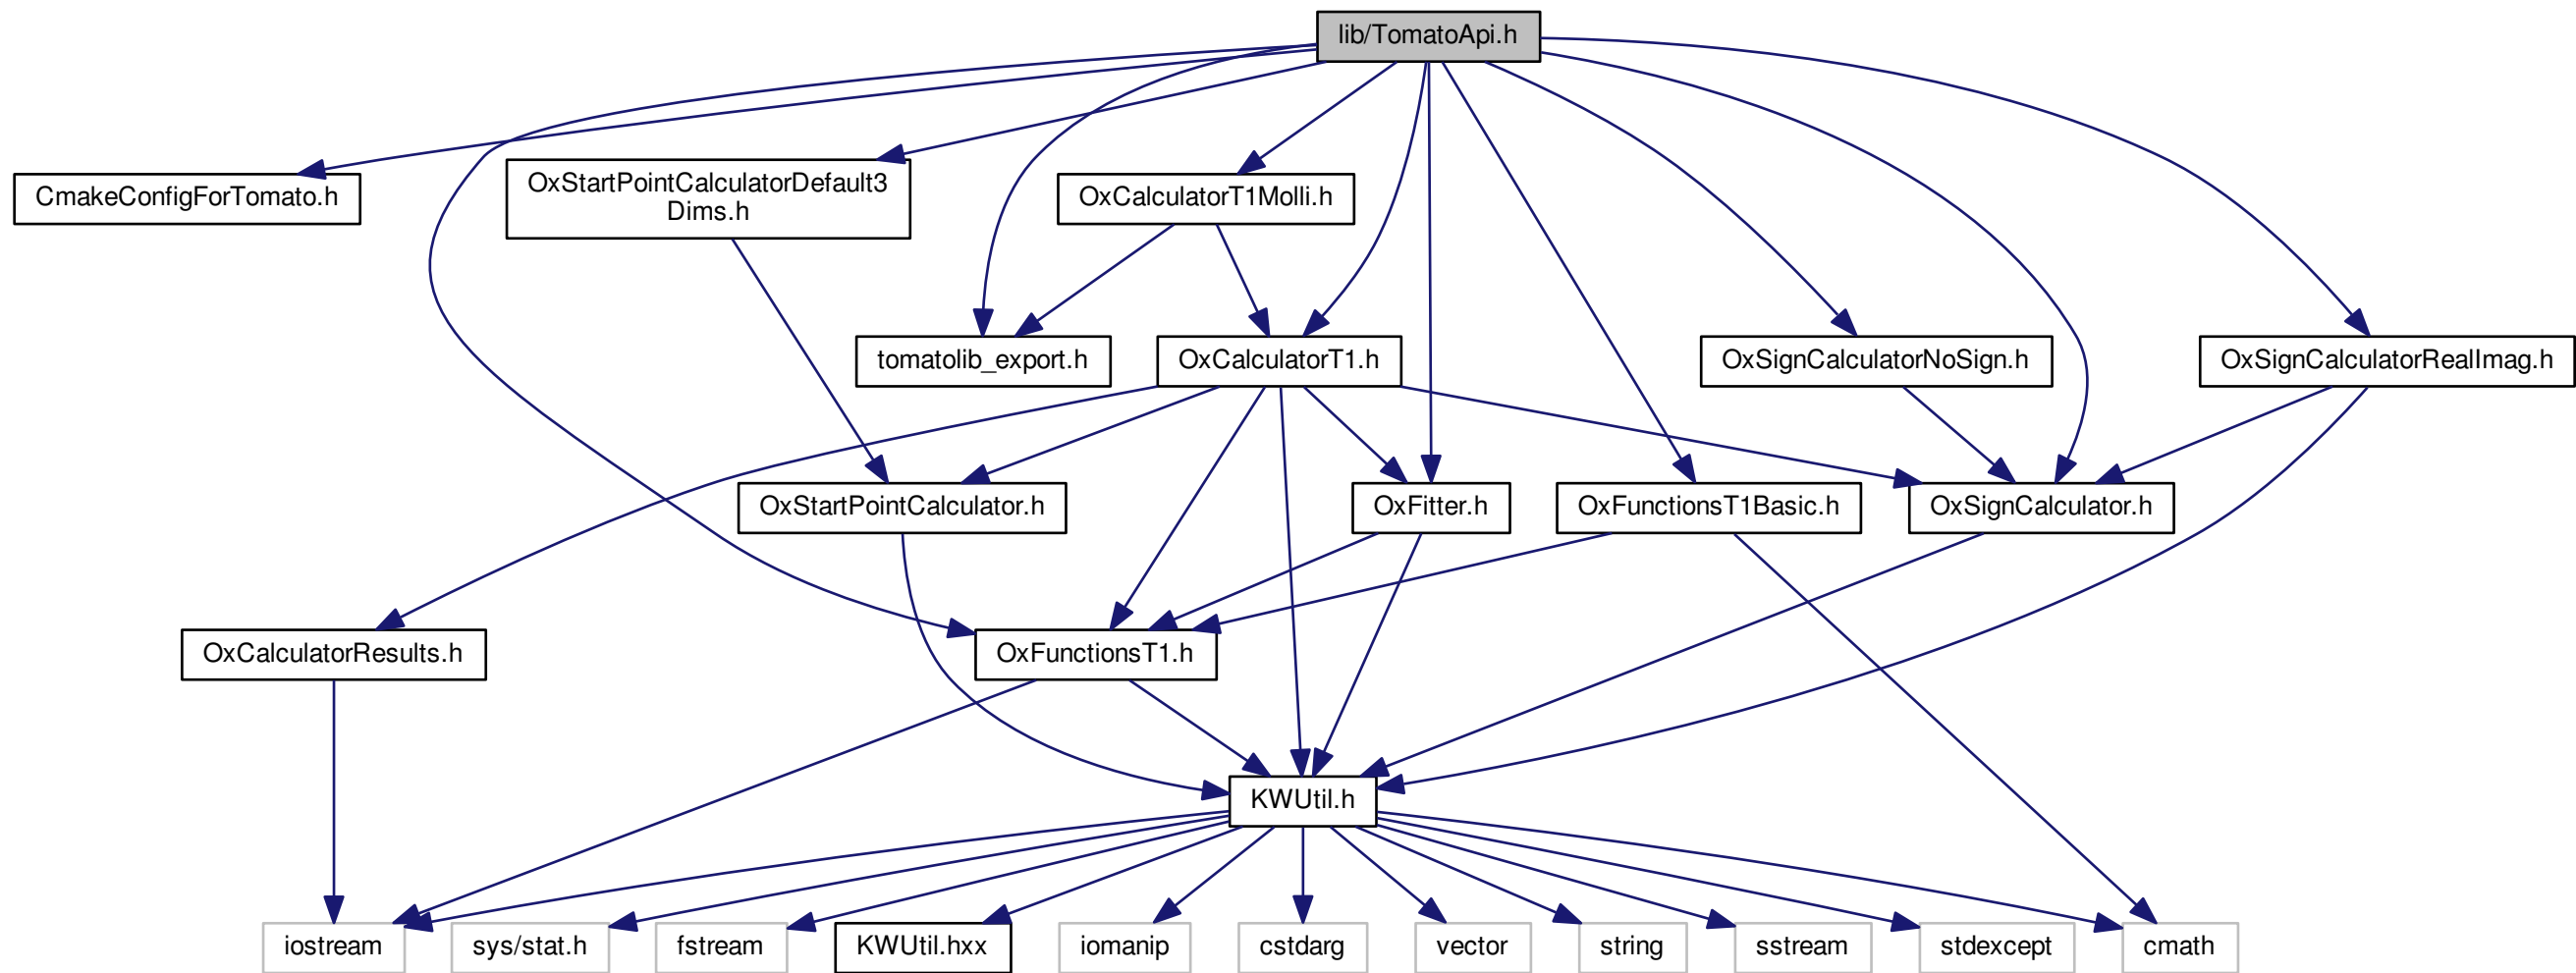 lib/TomatoApi.h
CmakeConfigForTomato.h
OxStartPointCalculatorDefault3
Dims.h
OxCalculatorT1Molli.h
tomatolib_export.h
OxCalculatorT1.h
OxSignCalculatorNoSign.h
OxSignCalculatorRealImag.h
OxStartPointCalculator.h
OxFitter.h
OxFunctionsT1Basic.h
OxSignCalculator.h
OxCalculatorResults.h
OxFunctionsT1.h
KWUtil.h
iostream
sys/stat.h
fstream
KWUtil.hxx
iomanip
cstdarg
vector
string
sstream
stdexcept
cmath